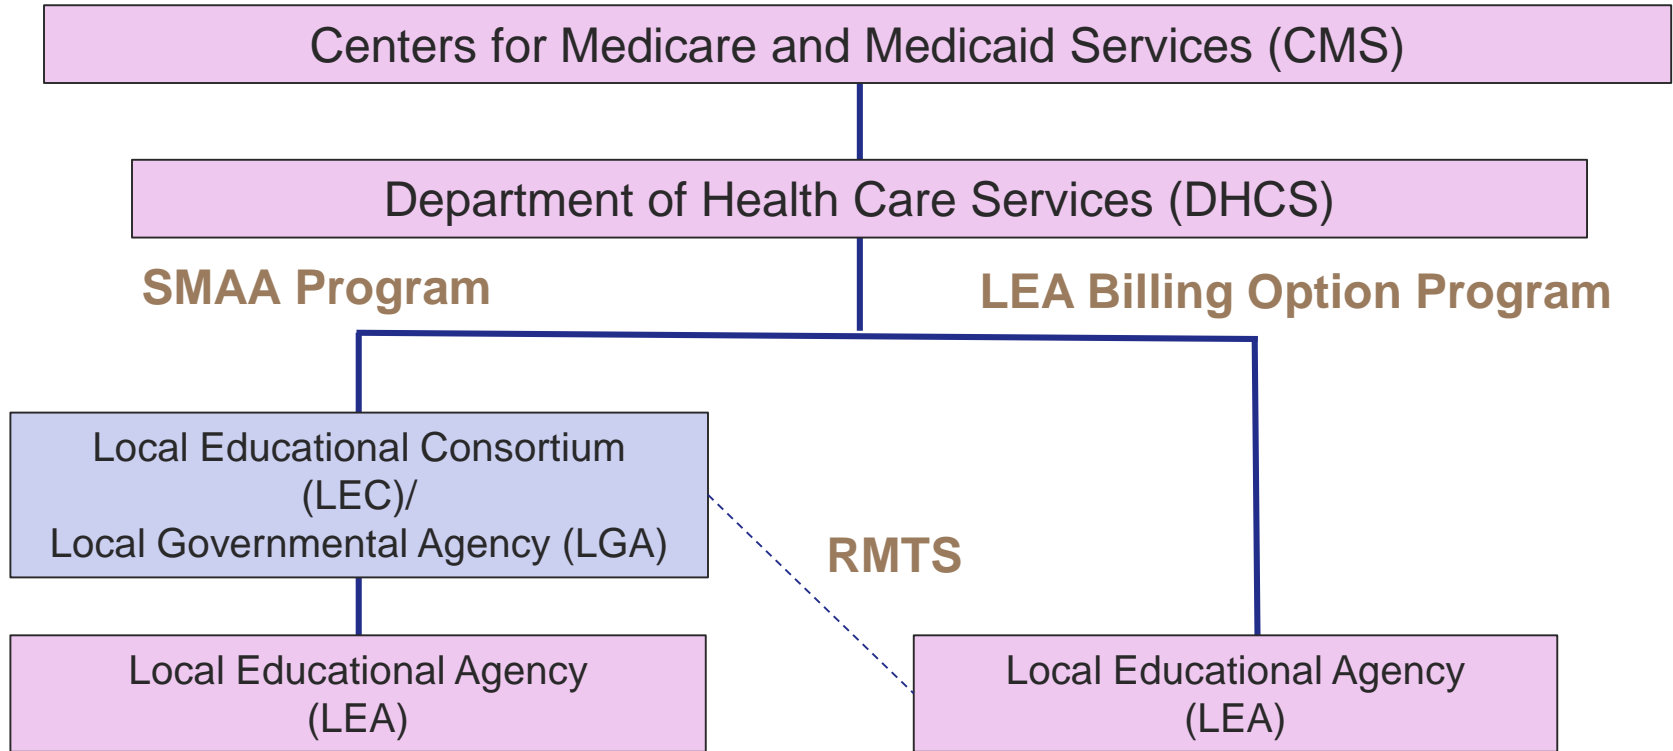 Centers for Medicare and Medicaid Services (CMS)
Department of Health Care Services (DHCS)
SMAA Program
LEA Billing Option Program
Local Educational Consortium
(LEC)/
Local Governmental Agency (LGA)
RMTS
Local Educational Agency
(LEA)
Local Educational Agency
(LEA)